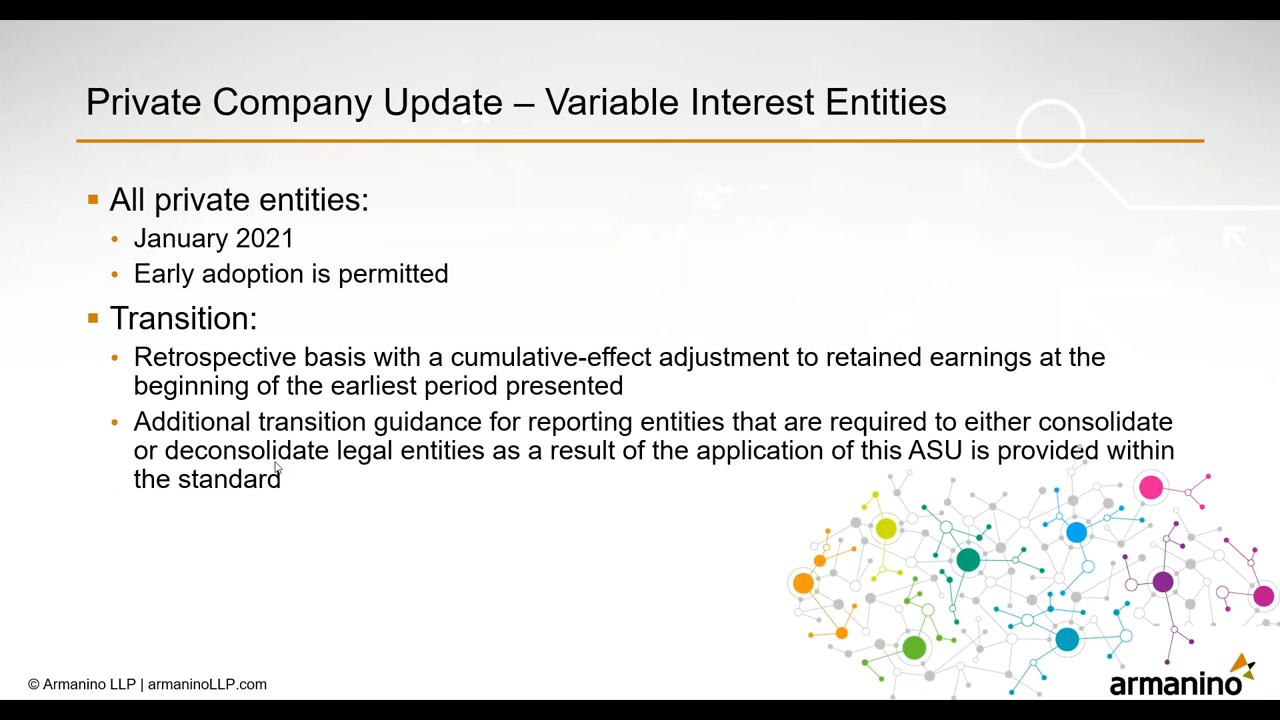 Private Company Update – Variable Interest Entities
All private entities:
January 2021
Early adoption is permitted
Transition:
Retrospective basis with a cumulative-effect adjustment to retained earnings at the
beginning of the earliest period presented
Additional transition guidance for reporting entities that are required to either consolidate
or deconsolidate legal entities as a result of the application of this ASU is provided within
the standard
© Armanino LLP | armaninoLLP.com
armanino